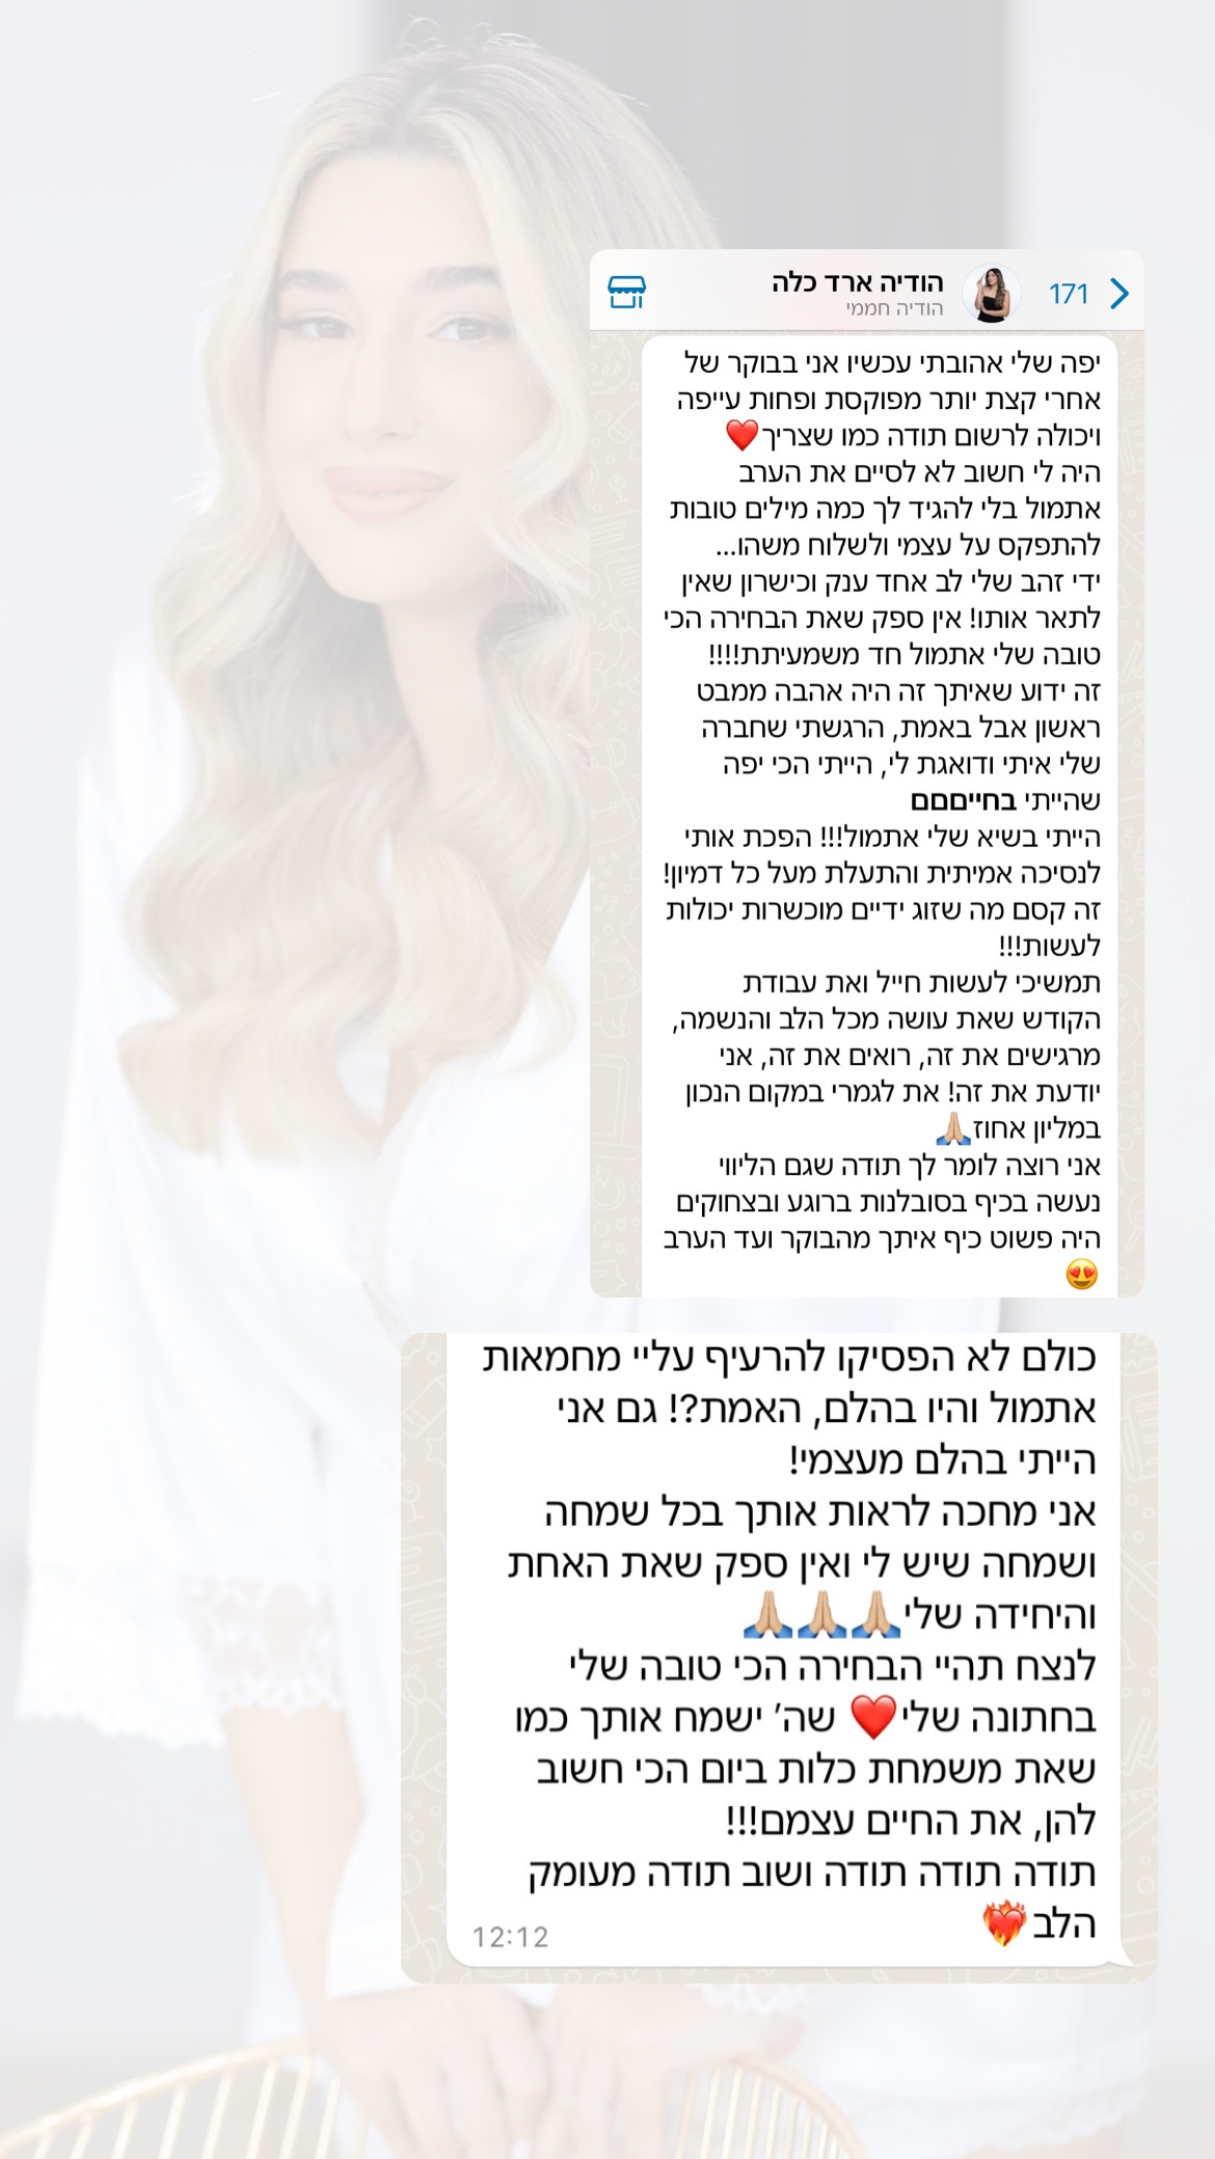 171
הודיה ארד כלה
הודיה חממי
יפה שלי אהובתי עכשיו אני בבוקר של
אחרי קצת יותר מפוקסת ופחות עייפה
ויכולה לרשום תודה כמו שצריך❤️
היה לי חשוב לא לסיים את הערב
אתמול בלי להגיד לך כמה מילים טובות
להתפקס על עצמי ולשלוח משהו...
ידי זהב שלי לב אחד ענק וכישרון שאין
לתאר אותו! אין ספק שאת הבחירה הכי
טובה שלי אתמול חד משמעיתת!!!!
זה ידוע שאיתך זה היה אהבה ממבט
ראשון אבל באמת, הרגשתי שחברה
שלי איתי ודואגת לי, הייתי הכי יפה
שהייתי בחייםםם
הייתי בשיא שלי אתמול!!! הפכת אותי
לנסיכה אמיתית והתעלת מעל כל דמיון!
זה קסם מה שזוג ידיים מוכשרות יכולות
לעשות!!!
תמשיכי לעשות חייל ואת עבודת
הקודש שאת עושה מכל הלב והנשמה,
מרגישים את זה, רואים את זה, אני
יודעת את זה! את לגמרי במקום הנכון
במליון אחוז🙏🏼
אני רוצה לומר לך תודה שגם הליווי
נעשה בכיף בסובלנות ברוגע ובצחוקים
היה פשוט כיף איתך מהבוקר ועד הערב
😍
כולם לא הפסיקו להרעיף עליי מחמאות
אתמול והיו בהלם, האמת?! גם אני
הייתי בהלם מעצמי!
אני מחכה לראות אותך בכל שמחה
ושמחה שיש לי ואין ספק שאת האחת
והיחידה שלי🙏🏼🙏🏼🙏🏼
לנצח תהיי הבחירה הכי טובה שלי
בחתונה שלי❤️ שה׳ ישמח אותך כמו
שאת משמחת כלות ביום הכי חשוב
להן, את החיים עצמם!!!
תודה תודה תודה ושוב תודה מעומק
הלב❤️‍🔥
12:12